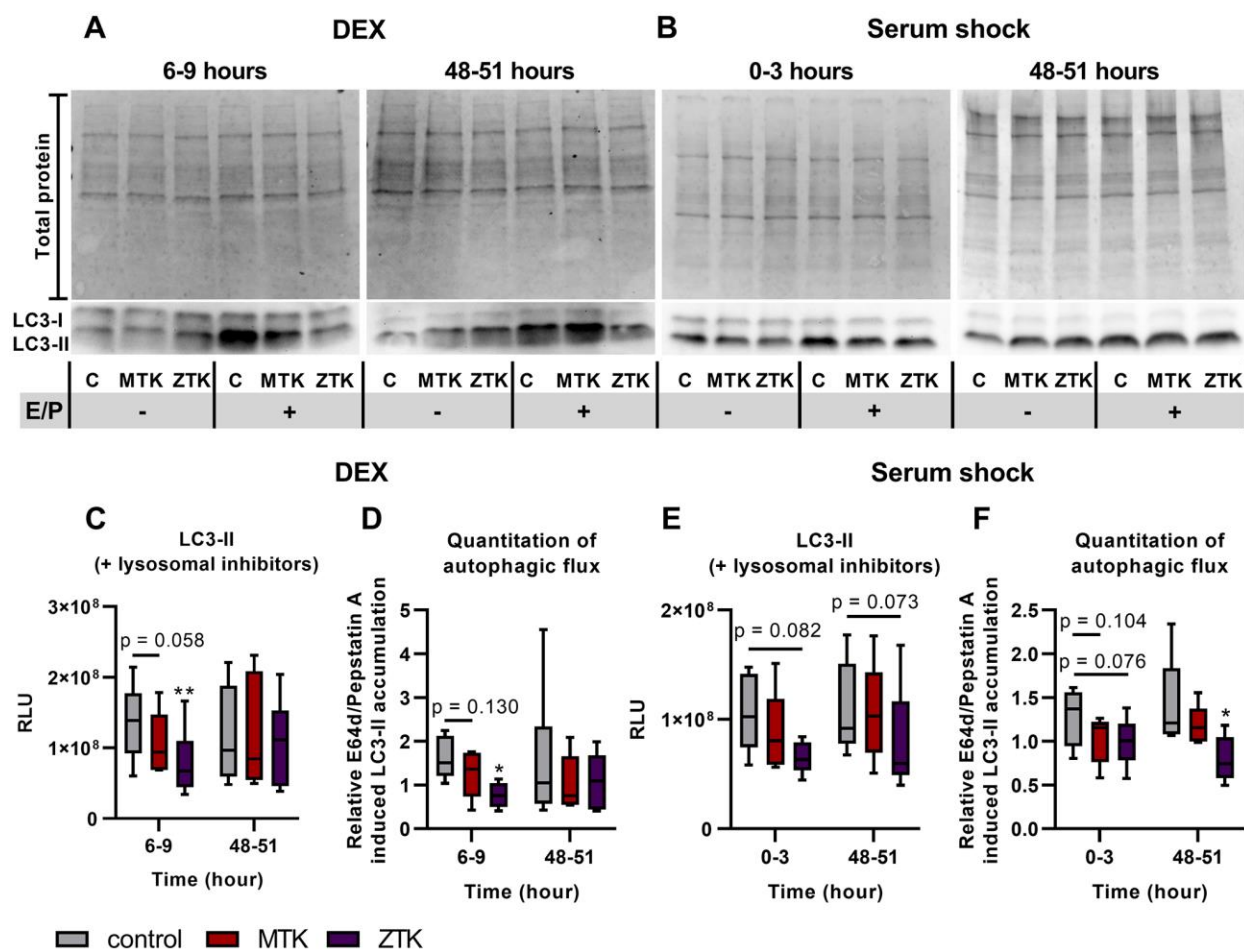 A DEX B Serum shock
6-9 hours 48-51 hours 0-3 hours 48-51 hours
Total protein
LC3-I
LC3-II
C MTK ZTK C MTK ZTK C MTK ZTK C MTK ZTK C MTK ZTK C MTK ZTK C MTK ZTK C MTK ZTK
E/P - + - + - + - +
DEX Serum shock
C
LC3-II
(+ lysosomal inhibitors)
RLU
3×10⁸
2×10⁸
1×10⁸
0
p = 0.058
**
6-9 48-51
Time (hour)
D
Quantitation of
autophagic flux
Relative E64d/Pepstatin A
induced LC3-II accumulation
5
4
3
2
1
0
p = 0.130
*
6-9 48-51
Time (hour)
E
LC3-II
(+ lysosomal inhibitors)
RLU
2×10⁸
1×10⁸
0
p = 0.082
p = 0.073
0-3 48-51
Time (hour)
F
Quantitation of
autophagic flux
Relative E64d/Pepstatin A
induced LC3-II accumulation
2.5
2.0
1.5
1.0
0.5
0.0
p = 0.104
p = 0.076
*
0-3 48-51
Time (hour)
control MTK ZTK